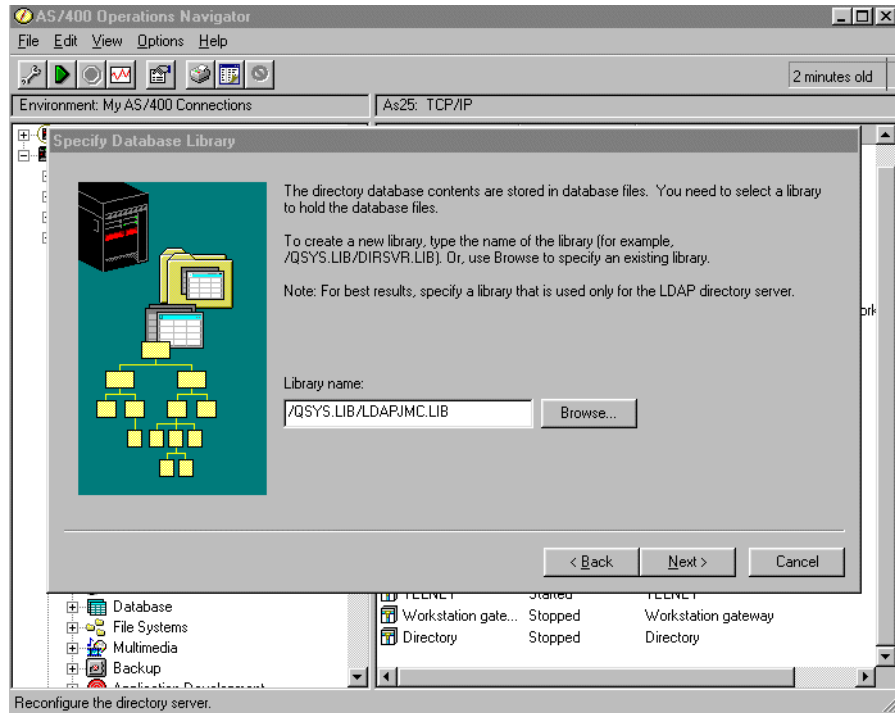 AS/400 Operations Navigator
File Edit View Options Help
2 minutes old
Environment: My AS/400 Connections
As25: TCP/IP
Specify Database Library
The directory database contents are stored in database files. You need to select a library
to hold the database files.
To create a new library, type the name of the library (for example,
/QSYS.LIB/DIRSVR.LIB). Or, use Browse to specify an existing library.
Note: For best results, specify a library that is used only for the LDAP directory server.
Library name:
/QSYS.LIB/LDAPJMC.LIB
Browse...
< Back
Next >
Cancel
TELNET Started TELNET
Database
Workstation gate... Stopped Workstation gateway
File Systems
Directory Stopped Directory
Multimedia
Backup
Application Development
Reconfigure the directory server.